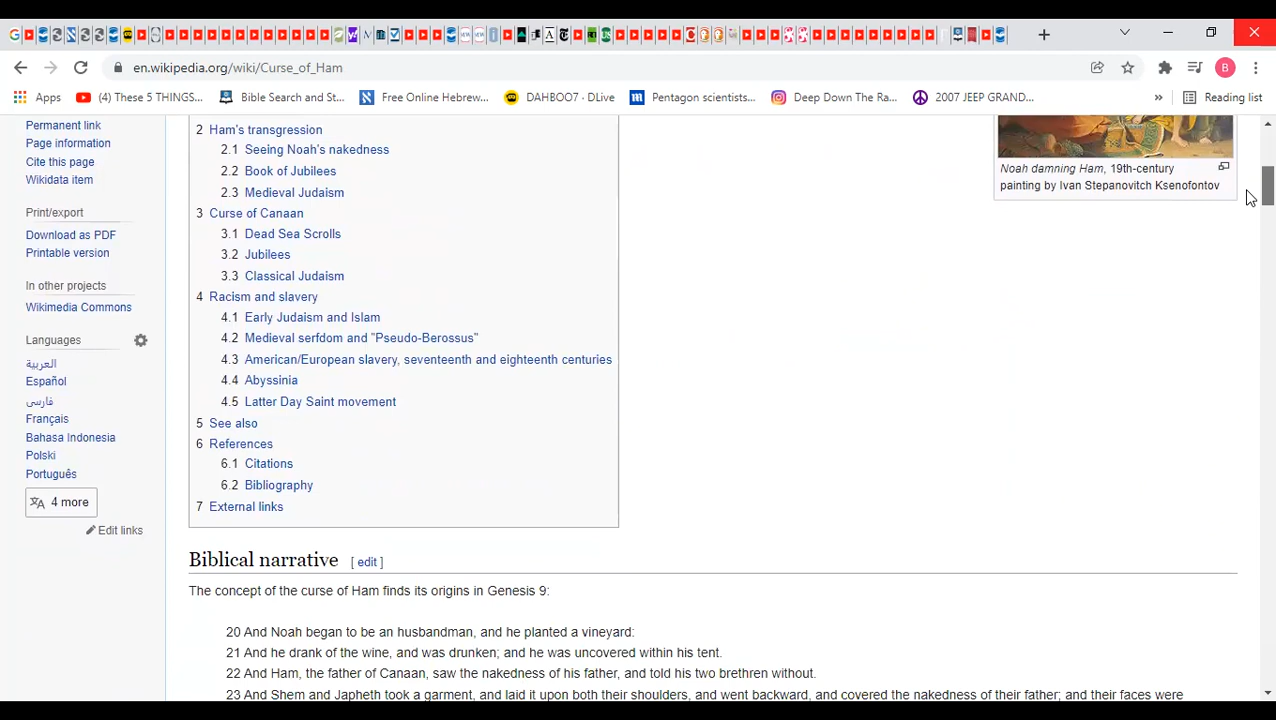 en.wikipedia.org/wiki/Curse_of_Ham
B
Apps
(4) These 5 THINGS...
Bible Search and St...
Free Online Hebrew...
DAHBOO7 - DLive
Pentagon scientists...
Deep Down The Ra...
2007 JEEP GRAND...
»
Reading list
Permanent link
Page information
Cite this page
Wikidata item
Print/export
Download as PDF
Printable version
In other projects
Wikimedia Commons
Languages
العربية
Español
فارسی
Français
Bahasa Indonesia
Polski
Português
4 more
Edit links
2 Ham's transgression
2.1 Seeing Noah's nakedness
2.2 Book of Jubilees
2.3 Medieval Judaism
3 Curse of Canaan
3.1 Dead Sea Scrolls
3.2 Jubilees
3.3 Classical Judaism
4 Racism and slavery
4.1 Early Judaism and Islam
4.2 Medieval serfdom and "Pseudo-Berossus"
4.3 American/European slavery, seventeenth and eighteenth centuries
4.4 Abyssinia
4.5 Latter Day Saint movement
5 See also
6 References
6.1 Citations
6.2 Bibliography
7 External links
Noah damning Ham, 19th-century
painting by Ivan Stepanovitch Ksenofontov
Biblical narrative [ edit ]
The concept of the curse of Ham finds its origins in Genesis 9:
20 And Noah began to be an husbandman, and he planted a vineyard:
21 And he drank of the wine, and was drunken; and he was uncovered within his tent.
22 And Ham, the father of Canaan, saw the nakedness of his father, and told his two brethren without.
23 And Shem and Japheth took a garment, and laid it upon both their shoulders, and went backward, and covered the nakedness of their father; and their faces were